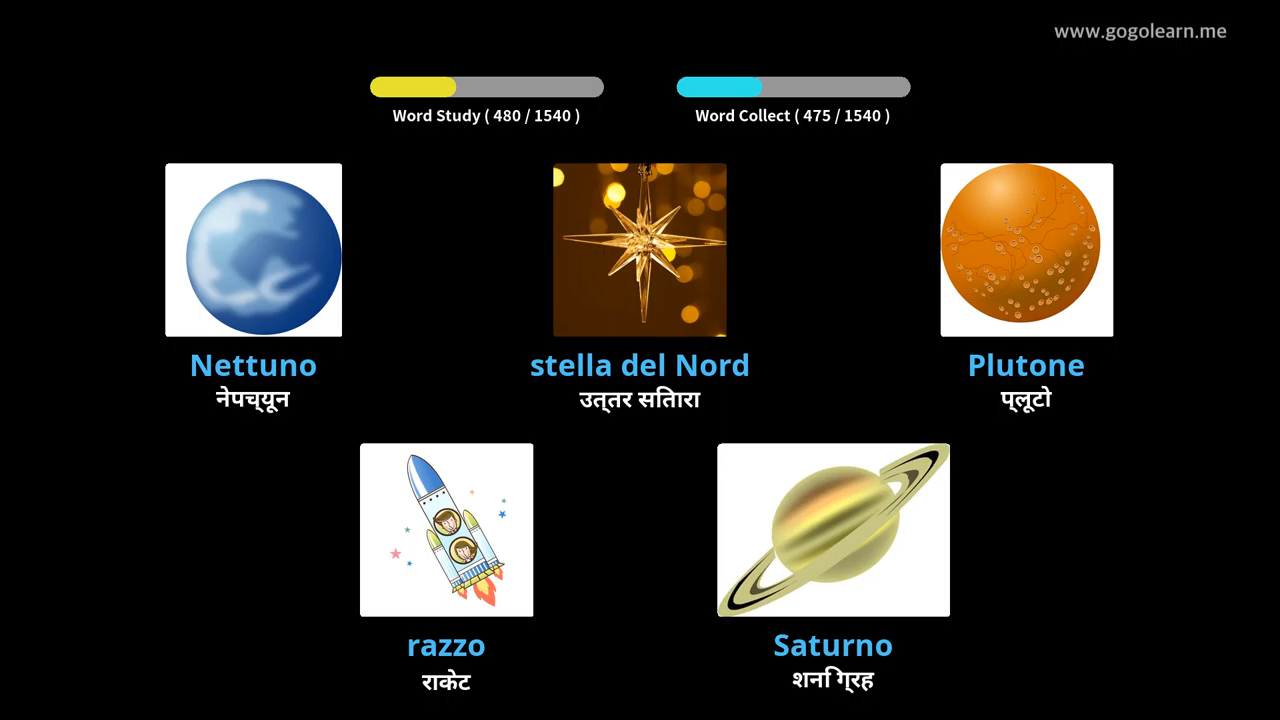 www.gogolearn.me
Word Study ( 480 / 1540 )
Word Collect ( 475 / 1540 )
Nettuno
नेपच्यून
stella del Nord
उत्तर सितारा
Plutone
प्लूटो
razzo
राकेट
Saturno
शनि ग्रह